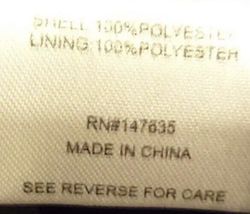 SHELL 100%POLYESTER
LINING:100%POLYESTER
RN#147635
MADE IN CHINA
SEE REVERSE FOR CARE